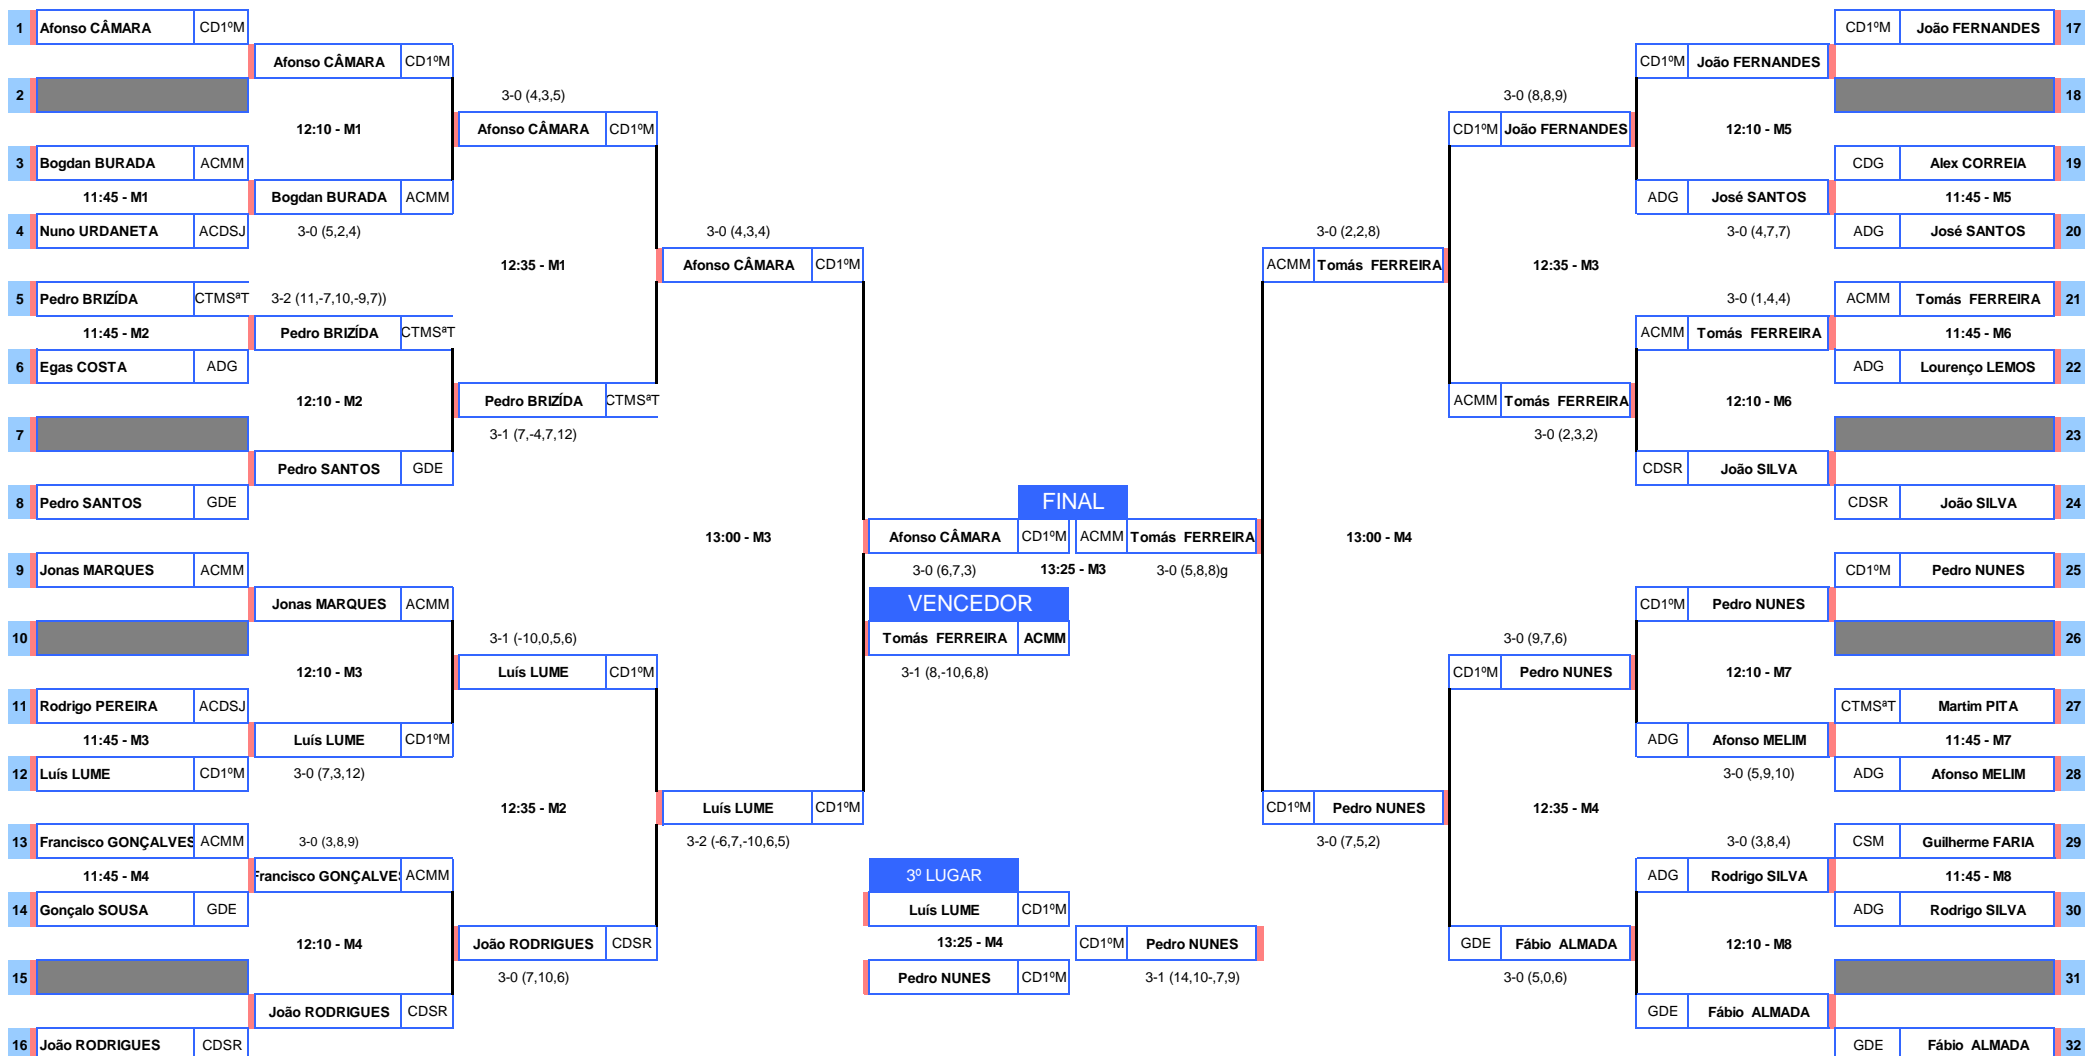 1 Afonso CÂMARA CD1ºM CD1ºM João FERNANDES 17
Afonso CÂMARA CD1ºM CD1ºM João FERNANDES
2 3-0 (4,3,5) 3-0 (8,8,9) 18
12:10 - M1 Afonso CÂMARA CD1ºM CD1ºM João FERNANDES 12:10 - M5
3 Bogdan BURADA ACMM CDG Alex CORREIA 19
11:45 - M1 Bogdan BURADA ACMM ADG José SANTOS 11:45 - M5
4 Nuno URDANETA ACDSJ 3-0 (5,2,4) 3-0 (4,3,4) 3-0 (2,2,8) 3-0 (4,7,7) ADG José SANTOS 20
12:35 - M1 Afonso CÂMARA CD1ºM ACMM Tomás FERREIRA 12:35 - M3
5 Pedro BRIZÍDA CTMSªT 3-2 (11,-7,10,-9,7)) 3-0 (1,4,4) ACMM Tomás FERREIRA 21
11:45 - M2 Pedro BRIZÍDA CTMSªT ACMM Tomás FERREIRA 11:45 - M6
6 Egas COSTA ADG ADG Lourenço LEMOS 22
12:10 - M2 Pedro BRIZÍDA CTMSªT ACMM Tomás FERREIRA 12:10 - M6
7 3-1 (7,-4,7,12) 3-0 (2,3,2) 23
Pedro SANTOS GDE CDSR João SILVA
8 Pedro SANTOS GDE FINAL CDSR João SILVA 24
13:00 - M3 Afonso CÂMARA CD1ºM ACMM Tomás FERREIRA 13:00 - M4
9 Jonas MARQUES ACMM 3-0 (6,7,3) 13:25 - M3 3-0 (5,8,8)g CD1ºM Pedro NUNES 25
Jonas MARQUES ACMM VENCEDOR CD1ºM Pedro NUNES
10 3-1 (-10,0,5,6) Tomás FERREIRA ACMM 3-0 (9,7,6) 26
12:10 - M3 Luís LUME CD1ºM 3-1 (8,-10,6,8) CD1ºM Pedro NUNES 12:10 - M7
11 Rodrigo PEREIRA ACDSJ CTMSªT Martim PITA 27
11:45 - M3 Luís LUME CD1ºM ADG Afonso MELIM 11:45 - M7
12 Luís LUME CD1ºM 3-0 (7,3,12) 3-0 (5,9,10) ADG Afonso MELIM 28
12:35 - M2 Luís LUME CD1ºM CD1ºM Pedro NUNES 12:35 - M4
13 Francisco GONÇALVES ACMM 3-0 (3,8,9) 3-2 (-6,7,-10,6,5) 3-0 (7,5,2) 3-0 (3,8,4) CSM Guilherme FARIA 29
11:45 - M4 Francisco GONÇALVES ACMM 3º LUGAR ADG Rodrigo SILVA 11:45 - M8
14 Gonçalo SOUSA GDE Luís LUME CD1ºM ADG Rodrigo SILVA 30
12:10 - M4 João RODRIGUES CDSR 13:25 - M4 CD1ºM Pedro NUNES GDE Fábio ALMADA 12:10 - M8
15 3-0 (7,10,6) Pedro NUNES CD1ºM 3-1 (14,10-,7,9) 3-0 (5,0,6) 31
João RODRIGUES CDSR GDE Fábio ALMADA
16 João RODRIGUES CDSR GDE Fábio ALMADA 32